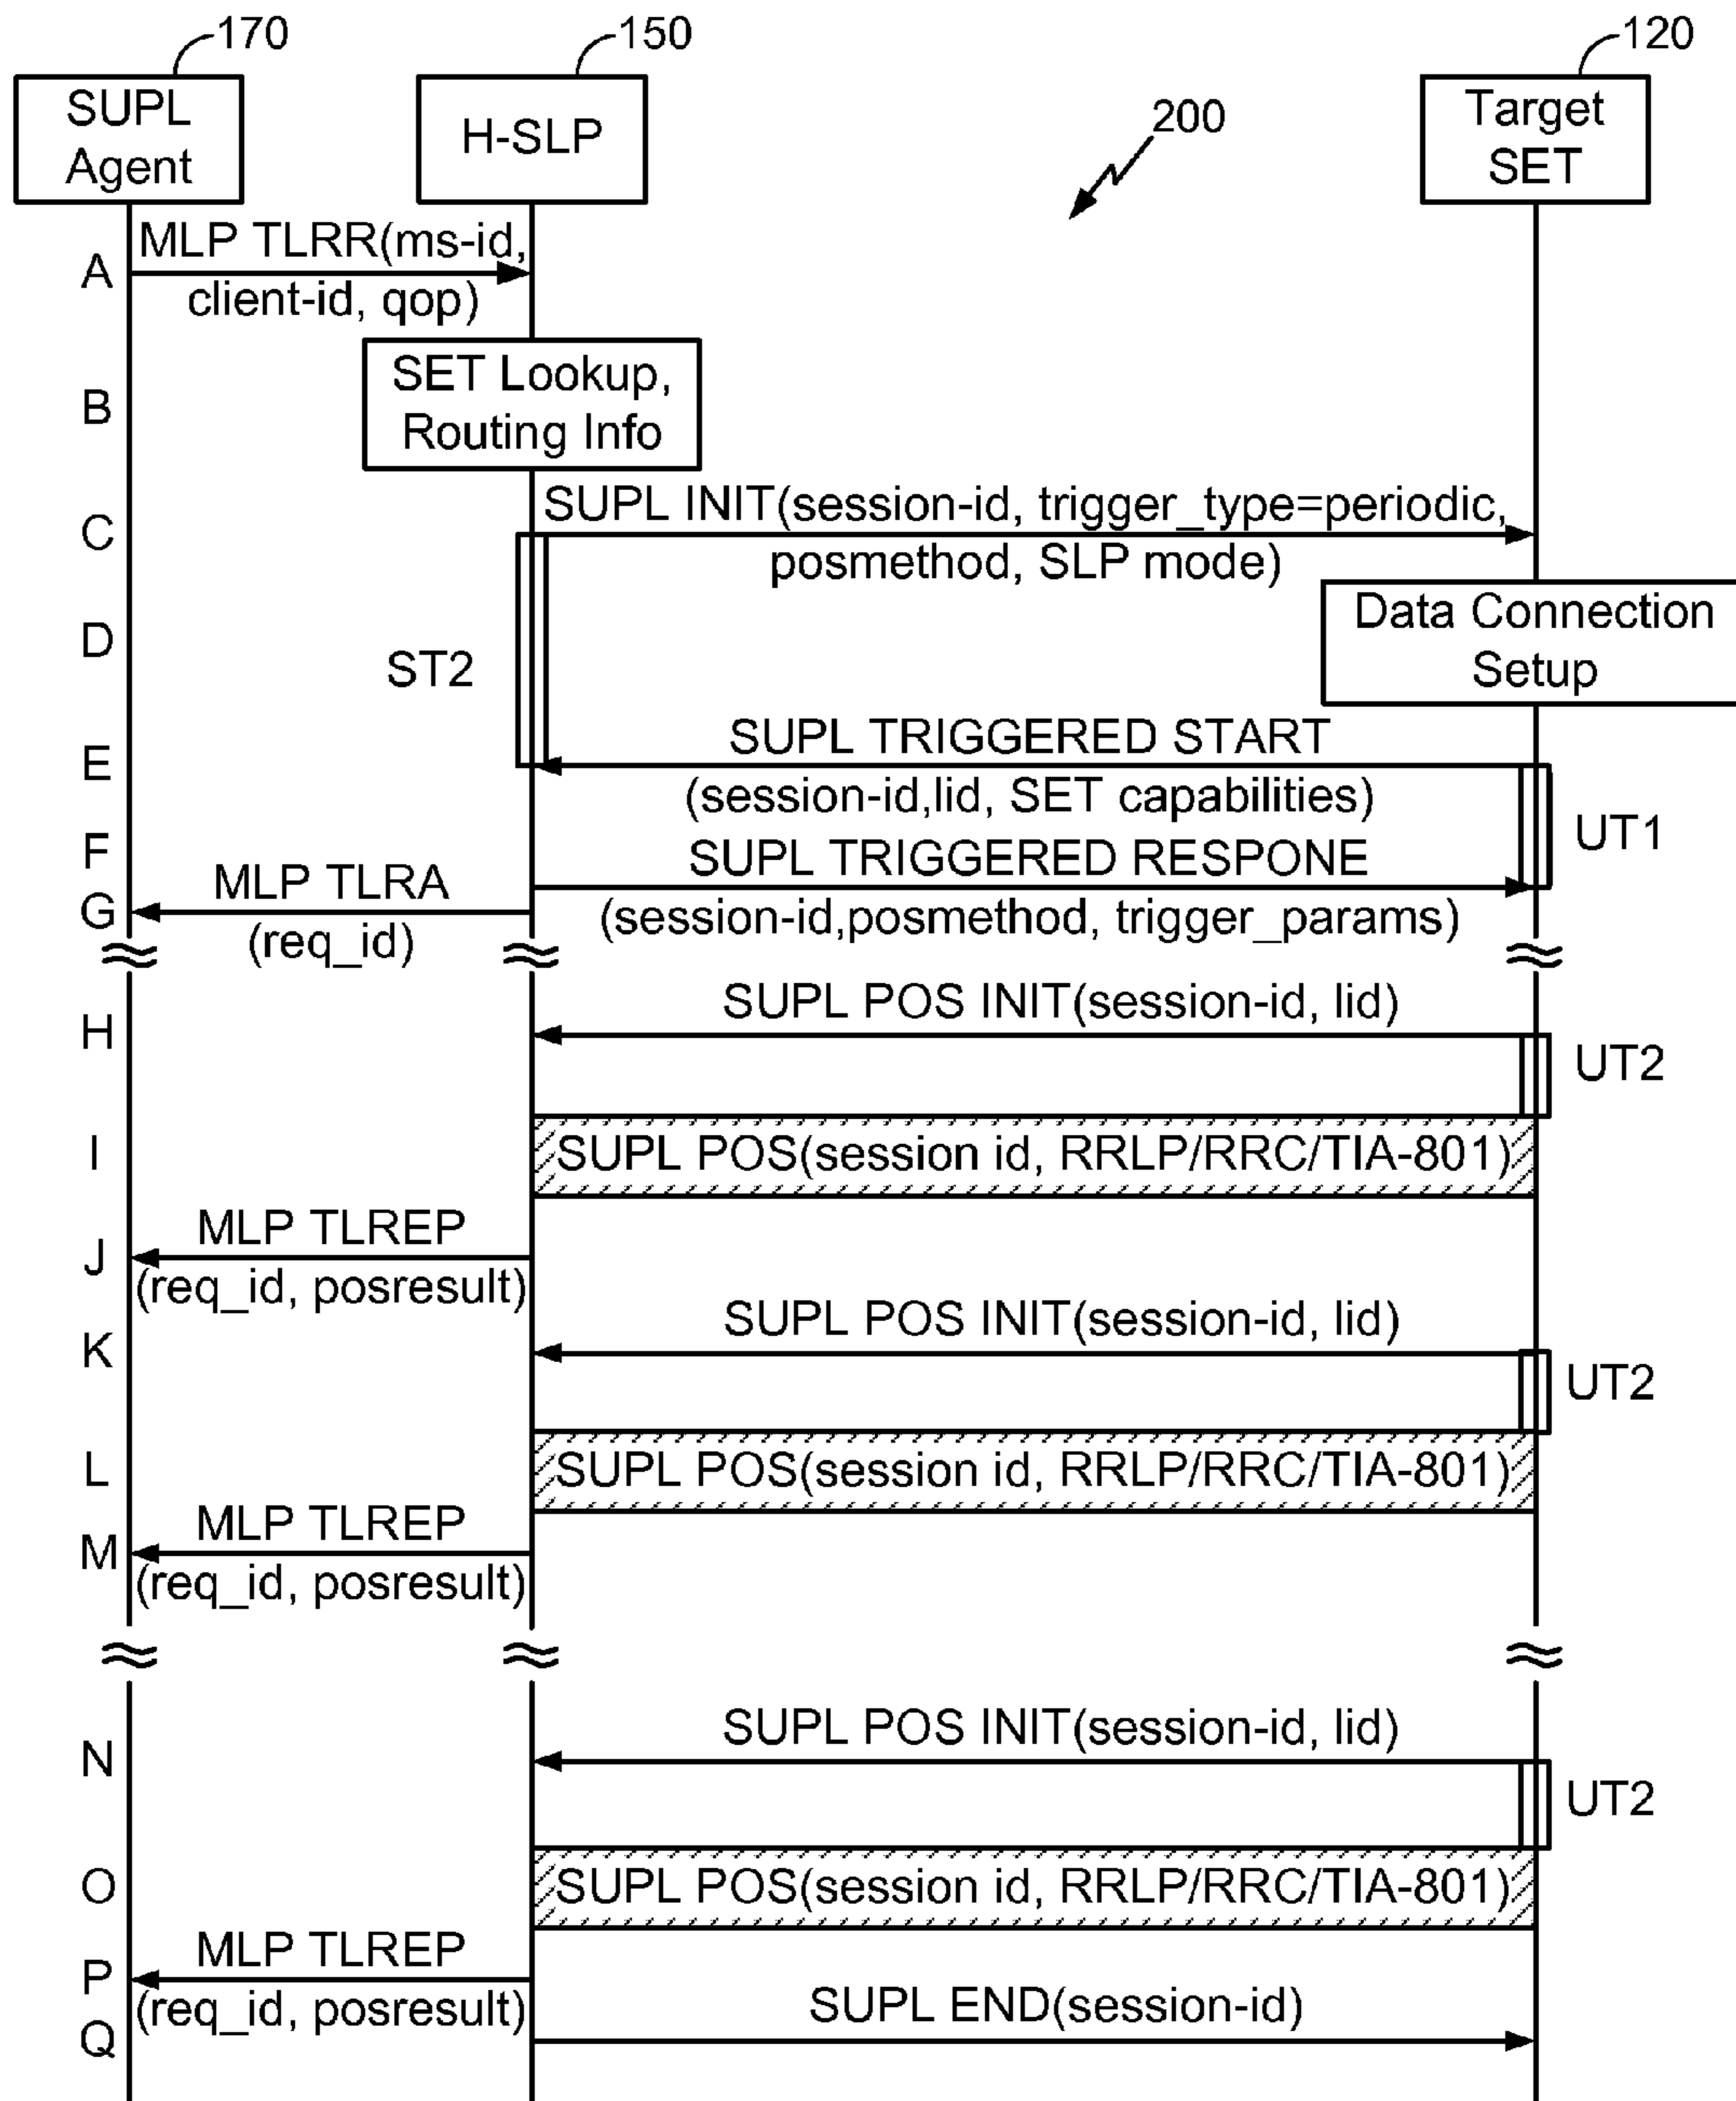 170
150
120
SUPL
Agent
H-SLP
Target
SET
200
A
MLP TLRR(ms-id,
client-id, qop)
B
SET Lookup,
Routing Info
C
SUPL INIT(session-id, trigger_type=periodic,
posmethod, SLP mode)
D
ST2
Data Connection
Setup
E
SUPL TRIGGERED START
(session-id,lid, SET capabilities)
UT1
F
SUPL TRIGGERED RESPONE
(session-id,posmethod, trigger_params)
G
MLP TLRA
(req_id)
H
SUPL POS INIT(session-id, lid)
UT2
I
SUPL POS(session id, RRLP/RRC/TIA-801)
J
MLP TLREP
(req_id, posresult)
K
SUPL POS INIT(session-id, lid)
UT2
L
SUPL POS(session id, RRLP/RRC/TIA-801)
M
MLP TLREP
(req_id, posresult)
N
SUPL POS INIT(session-id, lid)
UT2
O
SUPL POS(session id, RRLP/RRC/TIA-801)
P
MLP TLREP
(req_id, posresult)
Q
SUPL END(session-id)